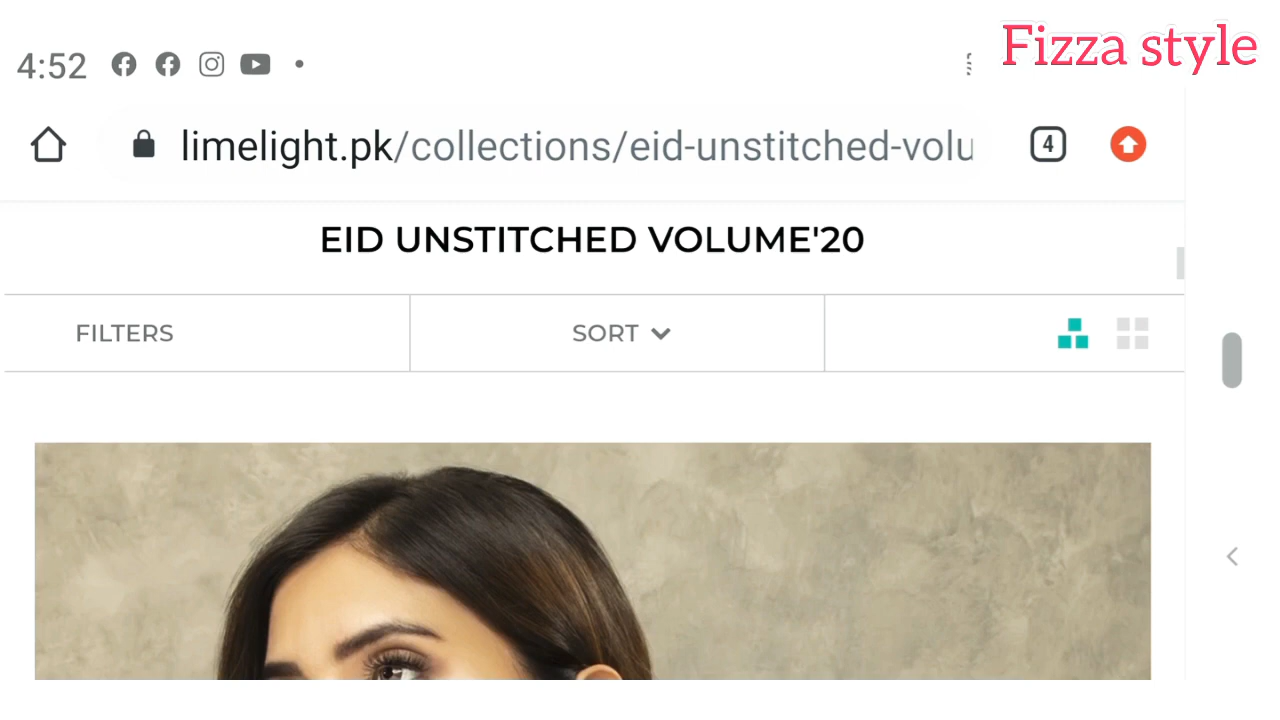 Fizza style
4:52
limelight.pk/collections/eid-unstitched-volu
4
EID UNSTITCHED VOLUME'20
FILTERS
SORT